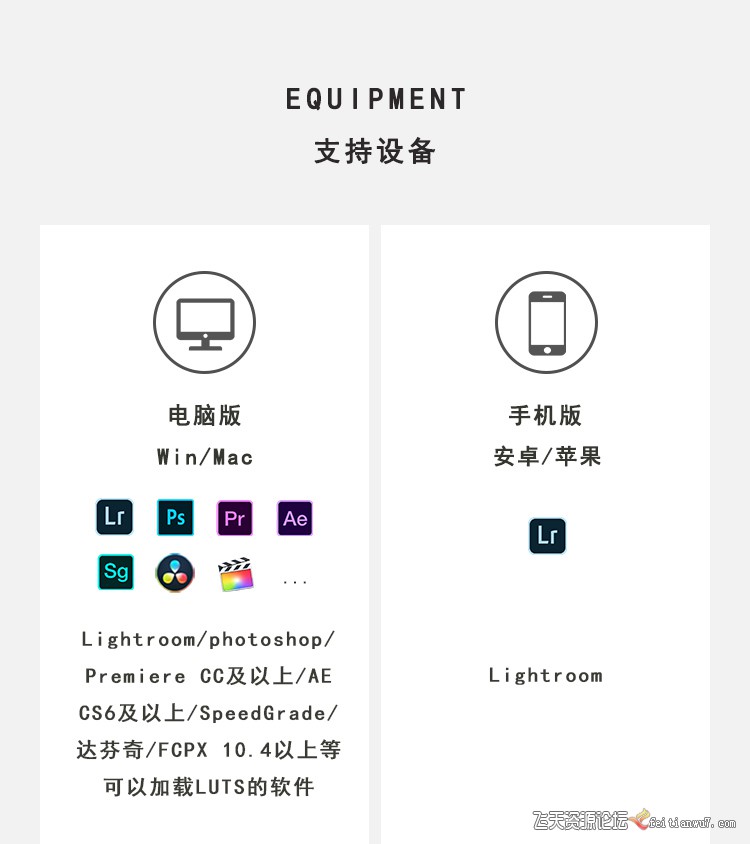 EQUIPMENT
支持设备
电脑版
Win/Mac
Lr Ps Pr Ae
Sg ...
Lightroom/photoshop/
Premiere CC及以上/AE
CS6及以上/SpeedGrade/
达芬奇/FCPX 10.4以上等
可以加载LUTS的软件
手机版
安卓/苹果
Lr
Lightroom
飞天资源论坛 feitianwu7.com